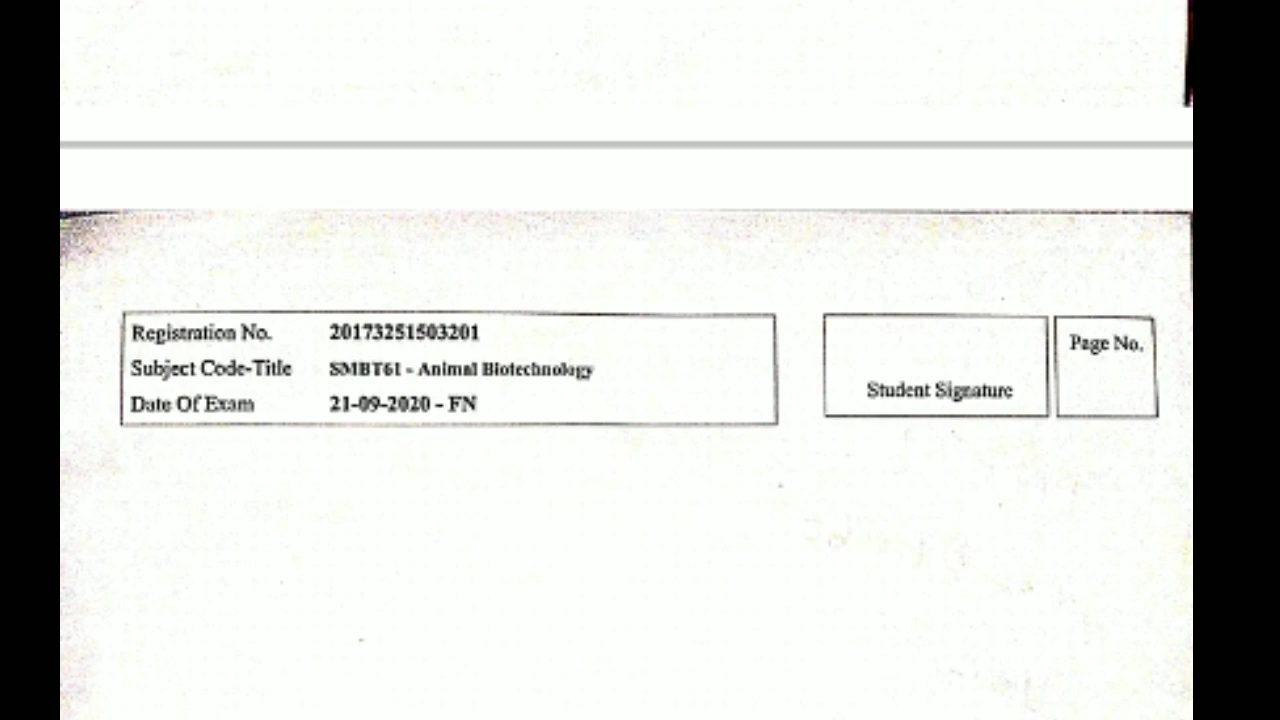 Registration No. 20173251503201
Subject Code-Title SMBT61 - Animal Biotechnology
Date Of Exam 21-09-2020 - FN
Student Signature
Page No.